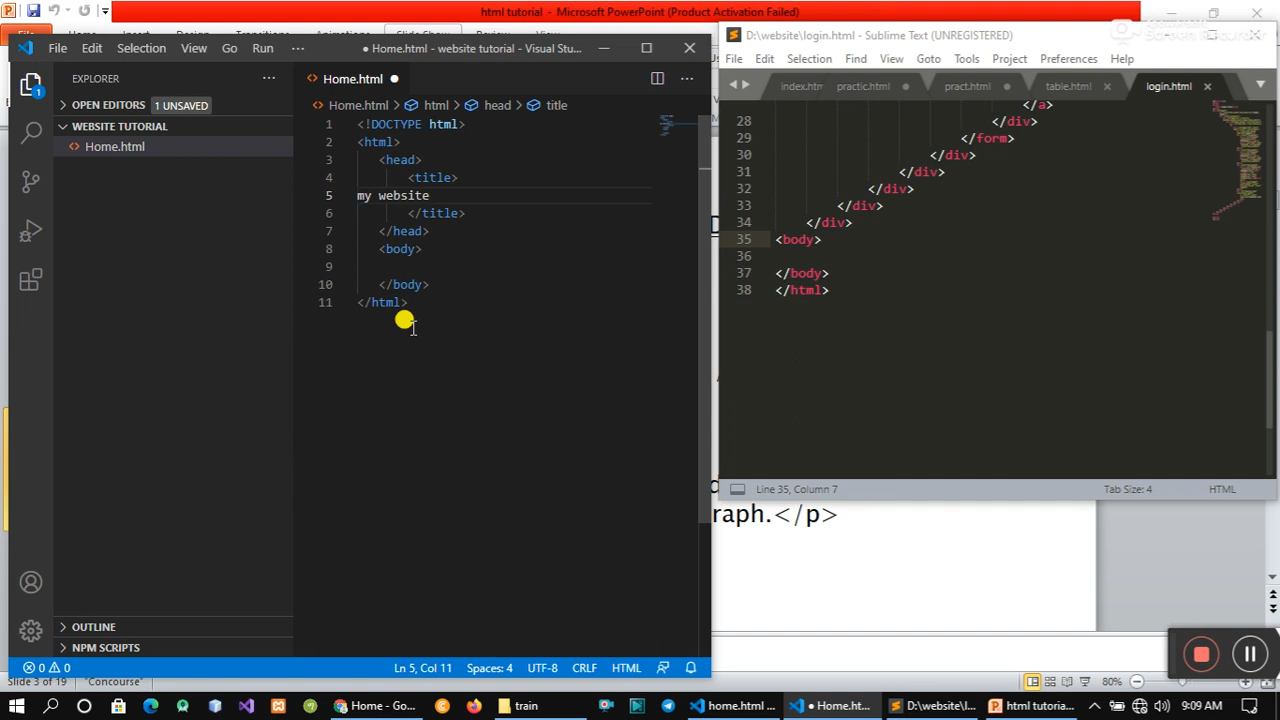 html tutorial - Microsoft PowerPoint (Product Activation Failed)
File Edit Selection View Go Run ··· ● Home.html - website tutorial - Visual Stu...
EXPLORER ···
OPEN EDITORS 1 UNSAVED
WEBSITE TUTORIAL
Home.html
Home.html ●
Home.html > html > head > title
1 <!DOCTYPE html>
2 <html>
3 <head>
4 <title>
5 my website
6 </title>
7 </head>
8 <body>
9
10 </body>
11 </html>
OUTLINE
NPM SCRIPTS
0 0 Ln 5, Col 11 Spaces: 4 UTF-8 CRLF HTML
D:\website\login.html - Sublime Text (UNREGISTERED)
File Edit Selection Find View Goto Tools Project Preferences Help
index.htm practic.html pract.html table.html login.html
</a>
28 </div>
29 </form>
30 </div>
31 </div>
32 </div>
33 </div>
34 </div>
35 <body>
36
37 </body>
38 </html>
Line 35, Column 7 Tab Size: 4 HTML
raph.</p>
Slide 3 of 19 "Concourse" 80%
Home - Go... train home.html ... ● Home.ht... D:\website\l... html tutoria... 9:09 AM